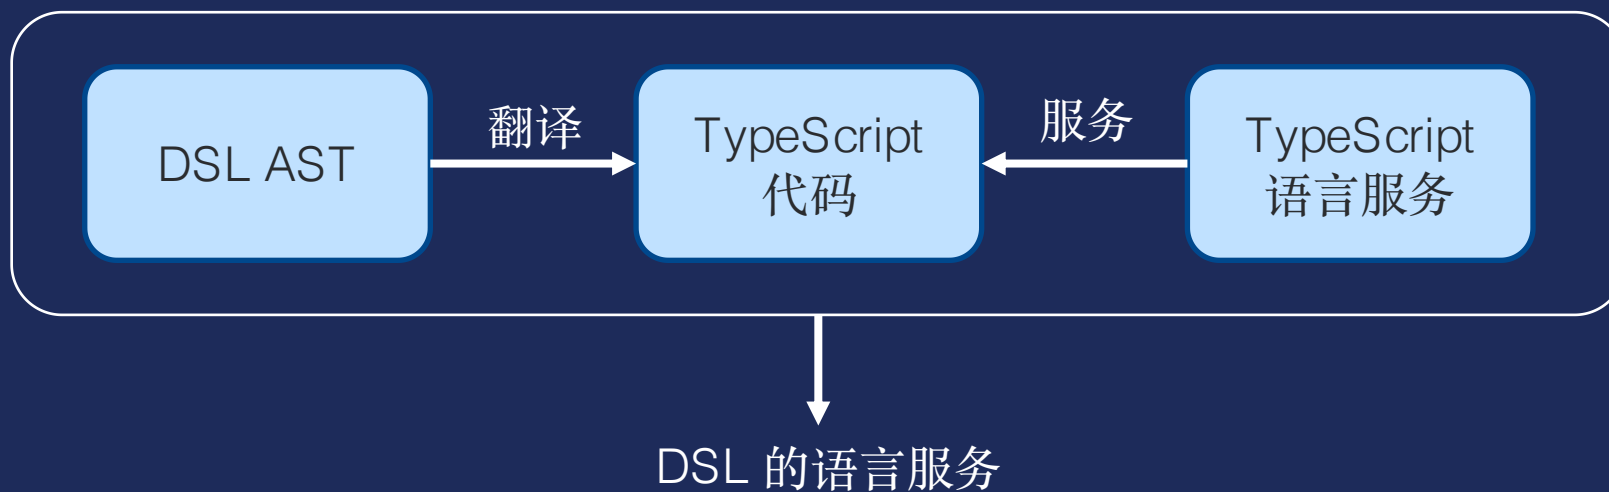 DSL AST
翻译
TypeScript
代码
服务
TypeScript
语言服务
DSL 的语言服务